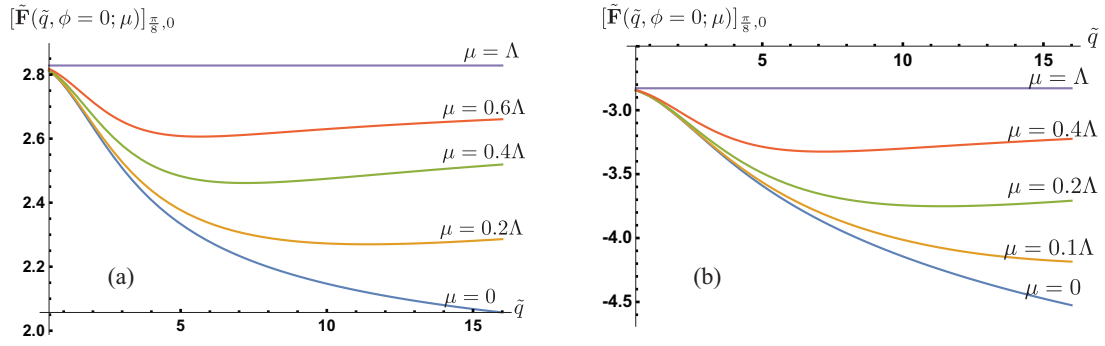 [F̃(q̃, ϕ = 0; μ)]_{π/8,0}
μ = Λ
2.8
μ = 0.6Λ
2.6
μ = 0.4Λ
2.4
μ = 0.2Λ
2.2
(a)
μ = 0
q̃
2.0
5
10
15
[F̃(q̃, ϕ = 0; μ)]_{π/8,0}
q̃
5
10
15
μ = Λ
-3.0
μ = 0.4Λ
-3.5
μ = 0.2Λ
-4.0
μ = 0.1Λ
(b)
μ = 0
-4.5